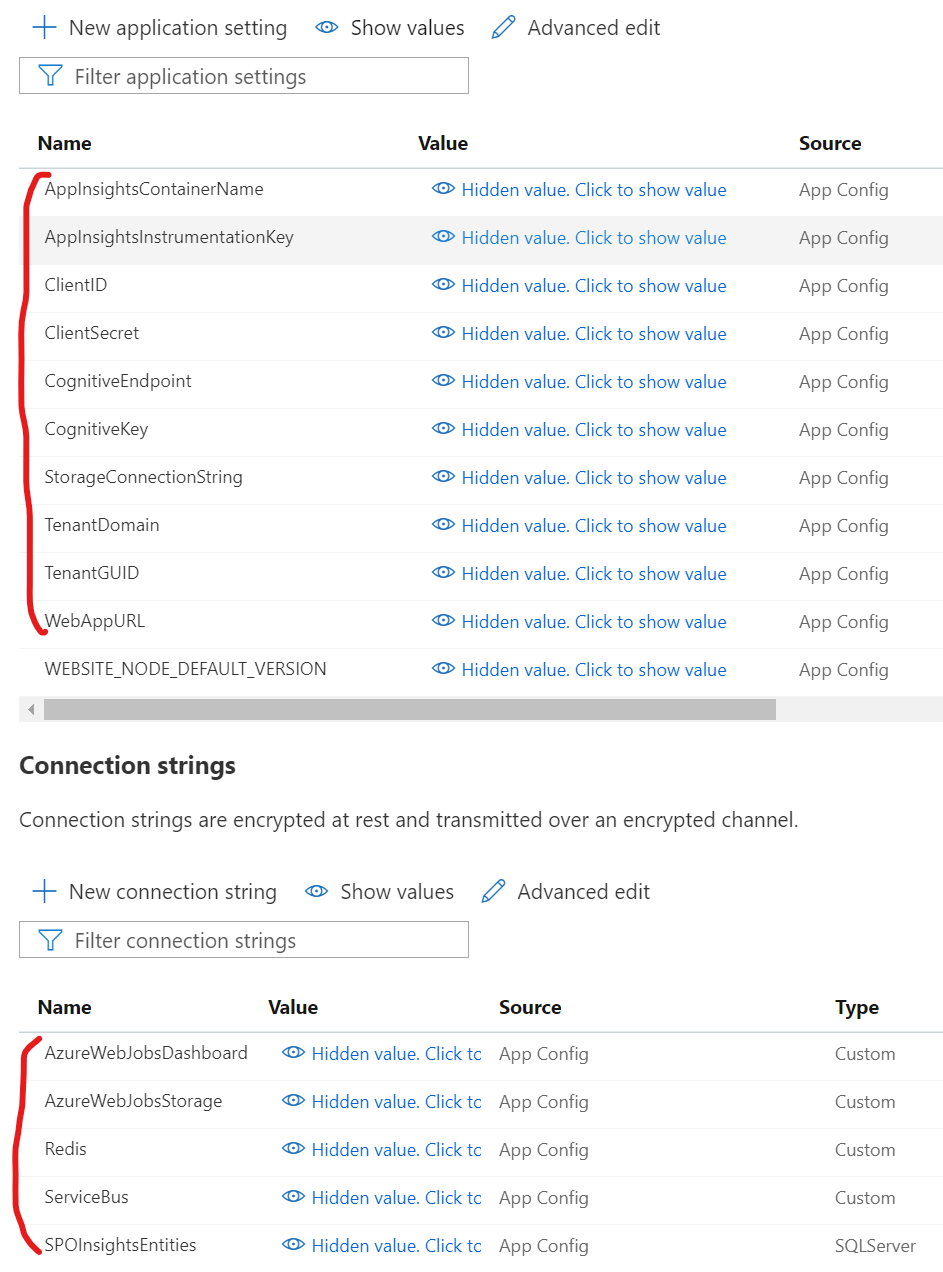 New application setting Show values Advanced edit
Filter application settings
Name Value Source
AppInsightsContainerName Hidden value. Click to show value App Config
AppInsightsInstrumentationKey Hidden value. Click to show value App Config
ClientID Hidden value. Click to show value App Config
ClientSecret Hidden value. Click to show value App Config
CognitiveEndpoint Hidden value. Click to show value App Config
CognitiveKey Hidden value. Click to show value App Config
StorageConnectionString Hidden value. Click to show value App Config
TenantDomain Hidden value. Click to show value App Config
TenantGUID Hidden value. Click to show value App Config
WebAppURL Hidden value. Click to show value App Config
WEBSITE_NODE_DEFAULT_VERSION Hidden value. Click to show value App Config
Connection strings
Connection strings are encrypted at rest and transmitted over an encrypted channel.
New connection string Show values Advanced edit
Filter connection strings
Name Value Source Type
AzureWebJobsDashboard Hidden value. Click to App Config Custom
AzureWebJobsStorage Hidden value. Click to App Config Custom
Redis Hidden value. Click to App Config Custom
ServiceBus Hidden value. Click to App Config Custom
SPOInsightsEntities Hidden value. Click to App Config SQLServer